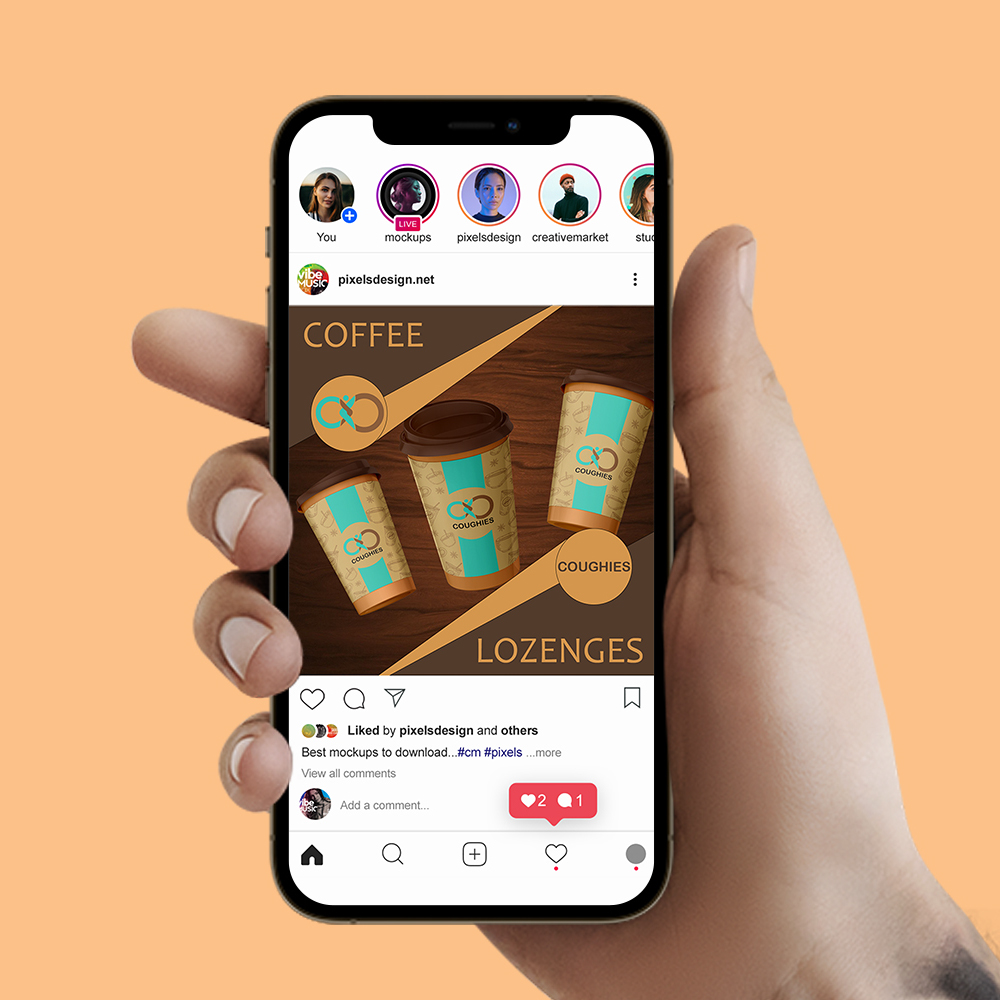 You
LIVE
mockups
pixelsdesign
creativemarket
stud
vibe
MUSIC
pixelsdesign.net
COFFEE
COUGHIES
COUGHIES
COUGHIES
COUGHIES
LOZENGES
Liked by pixelsdesign and others
Best mockups to download...#cm #pixels ...more
View all comments
2 1
vibe
MUSIC
Add a comment...